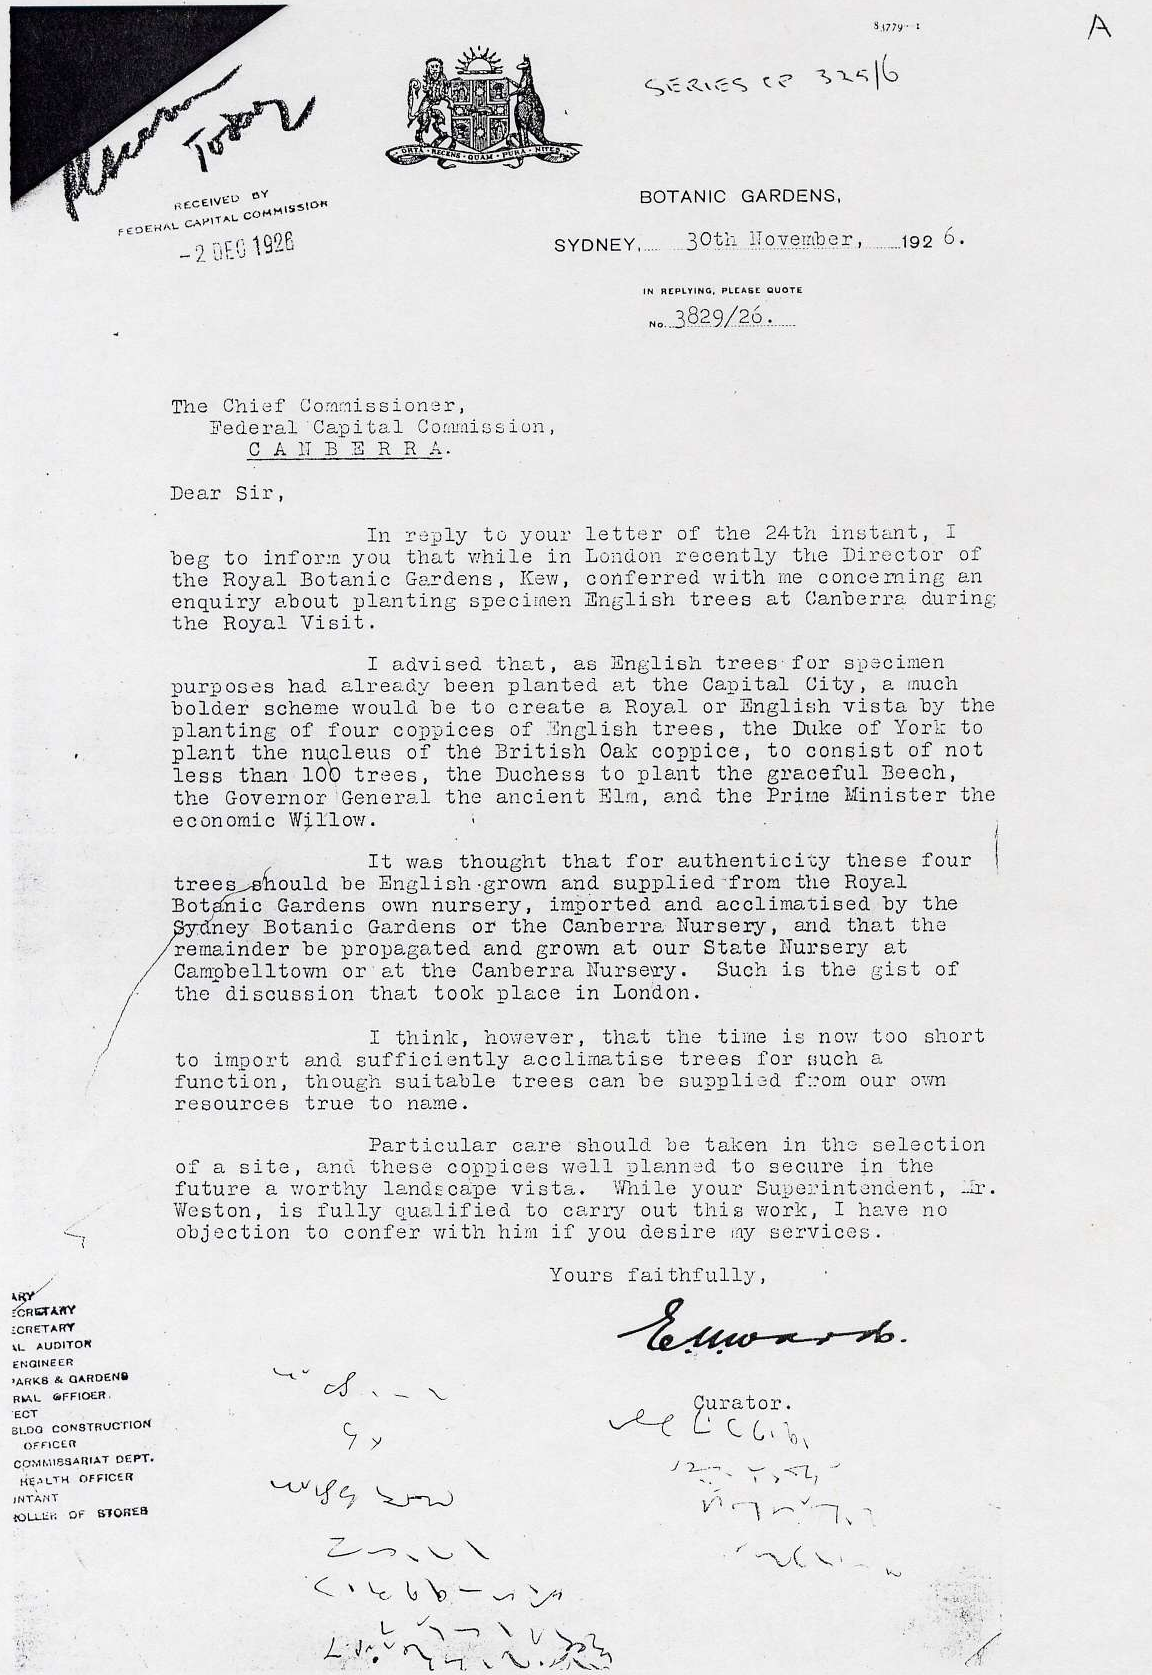 A
SERIES CP 325/6
ORTA RECENS QUAM PURA NITES
RECEIVED BY
FEDERAL CAPITAL COMMISSION
-2 DEC 1926
BOTANIC GARDENS,
SYDNEY, 30th November, 1926.
IN REPLYING, PLEASE QUOTE
No. 3829/26.
The Chief Commissioner,
Federal Capital Commission,
CANBERRA.
Dear Sir,
In reply to your letter of the 24th instant, I
beg to inform you that while in London recently the Director of
the Royal Botanic Gardens, Kew, conferred with me concerning an
enquiry about planting specimen English trees at Canberra during
the Royal Visit.
I advised that, as English trees for specimen
purposes had already been planted at the Capital City, a much
bolder scheme would be to create a Royal or English vista by the
planting of four coppices of English trees, the Duke of York to
plant the nucleus of the British Oak coppice, to consist of not
less than 100 trees, the Duchess to plant the graceful Beech,
the Governor General the ancient Elm, and the Prime Minister the
economic Willow.
It was thought that for authenticity these four
trees should be English grown and supplied from the Royal
Botanic Gardens own nursery, imported and acclimatised by the
Sydney Botanic Gardens or the Canberra Nursery, and that the
remainder be propagated and grown at our State Nursery at
Campbelltown or at the Canberra Nursery. Such is the gist of
the discussion that took place in London.
I think, however, that the time is now too short
to import and sufficiently acclimatise trees for such a
function, though suitable trees can be supplied from our own
resources true to name.
Particular care should be taken in the selection
of a site, and these coppices well planned to secure in the
future a worthy landscape vista. While your Superintendent, Mr.
Weston, is fully qualified to carry out this work, I have no
objection to confer with him if you desire my services.
Yours faithfully,
Curator.
ARY
ECRETARY
ECRETARY
AL AUDITOR
ENGINEER
PARKS & GARDENS
RIAL OFFICER.
ECT
BLDG CONSTRUCTION
OFFICER
COMMISSARIAT DEPT.
HEALTH OFFICER
UNTANT
ROLLER OF STORES